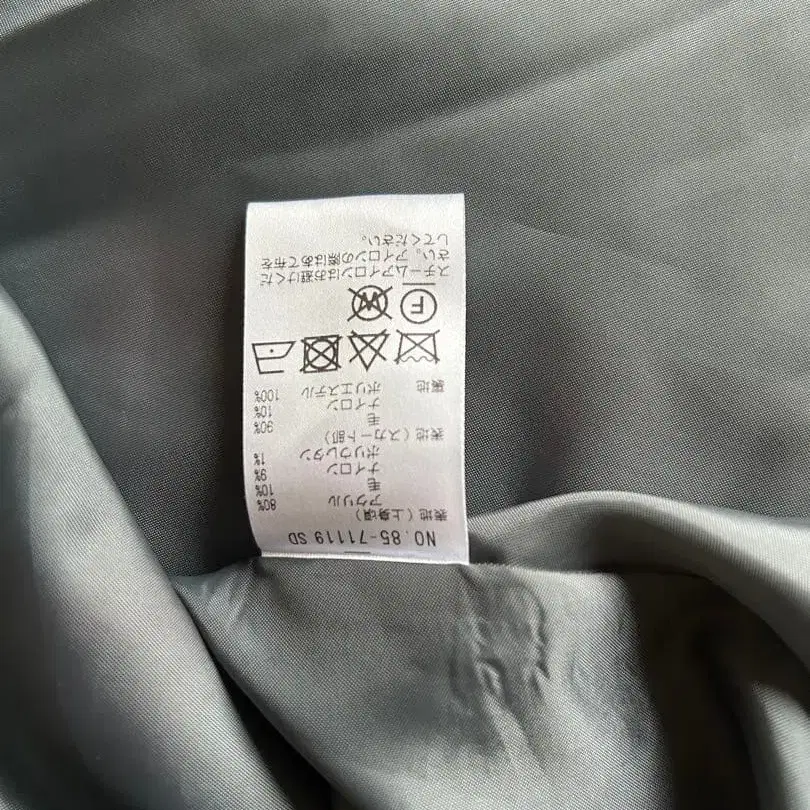 NO. 85-71119 SD
表地(上身頃)
アクリル 80%
毛 10%
ナイロン 9%
ポリウレタン 1%
表地(スカート部)
毛 90%
ナイロン 10%
裏地 ポリエステル 100%
F W
スチームアイロンはお避けくだ
さい。アイロンの際はあて布を
してください。